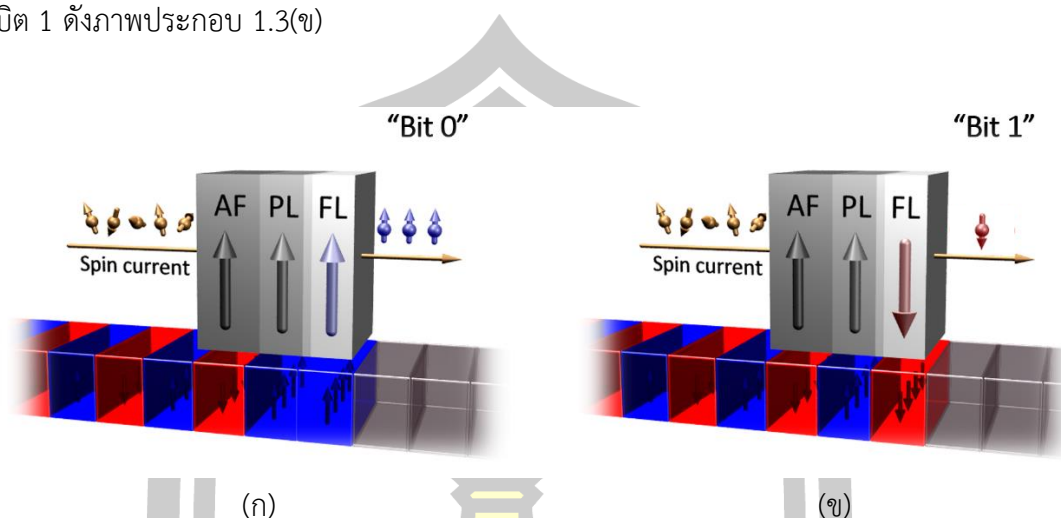 บิต 1 ดังภาพประกอบ 1.3(ข)
"Bit 0"
AF PL FL
Spin current
(ก)
"Bit 1"
AF PL FL
Spin current
(ข)